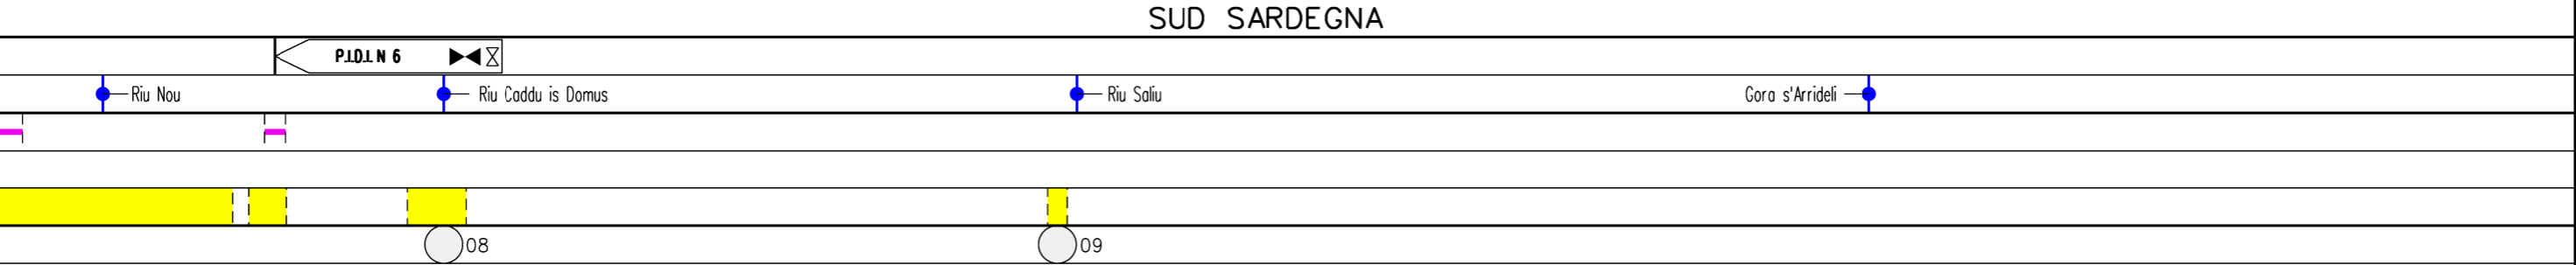 SUD SARDEGNA
P.I.D.I. N 6
Riu Nou
Riu Caddu is Domus
Riu Saliu
Gora s'Arrideli
08
09